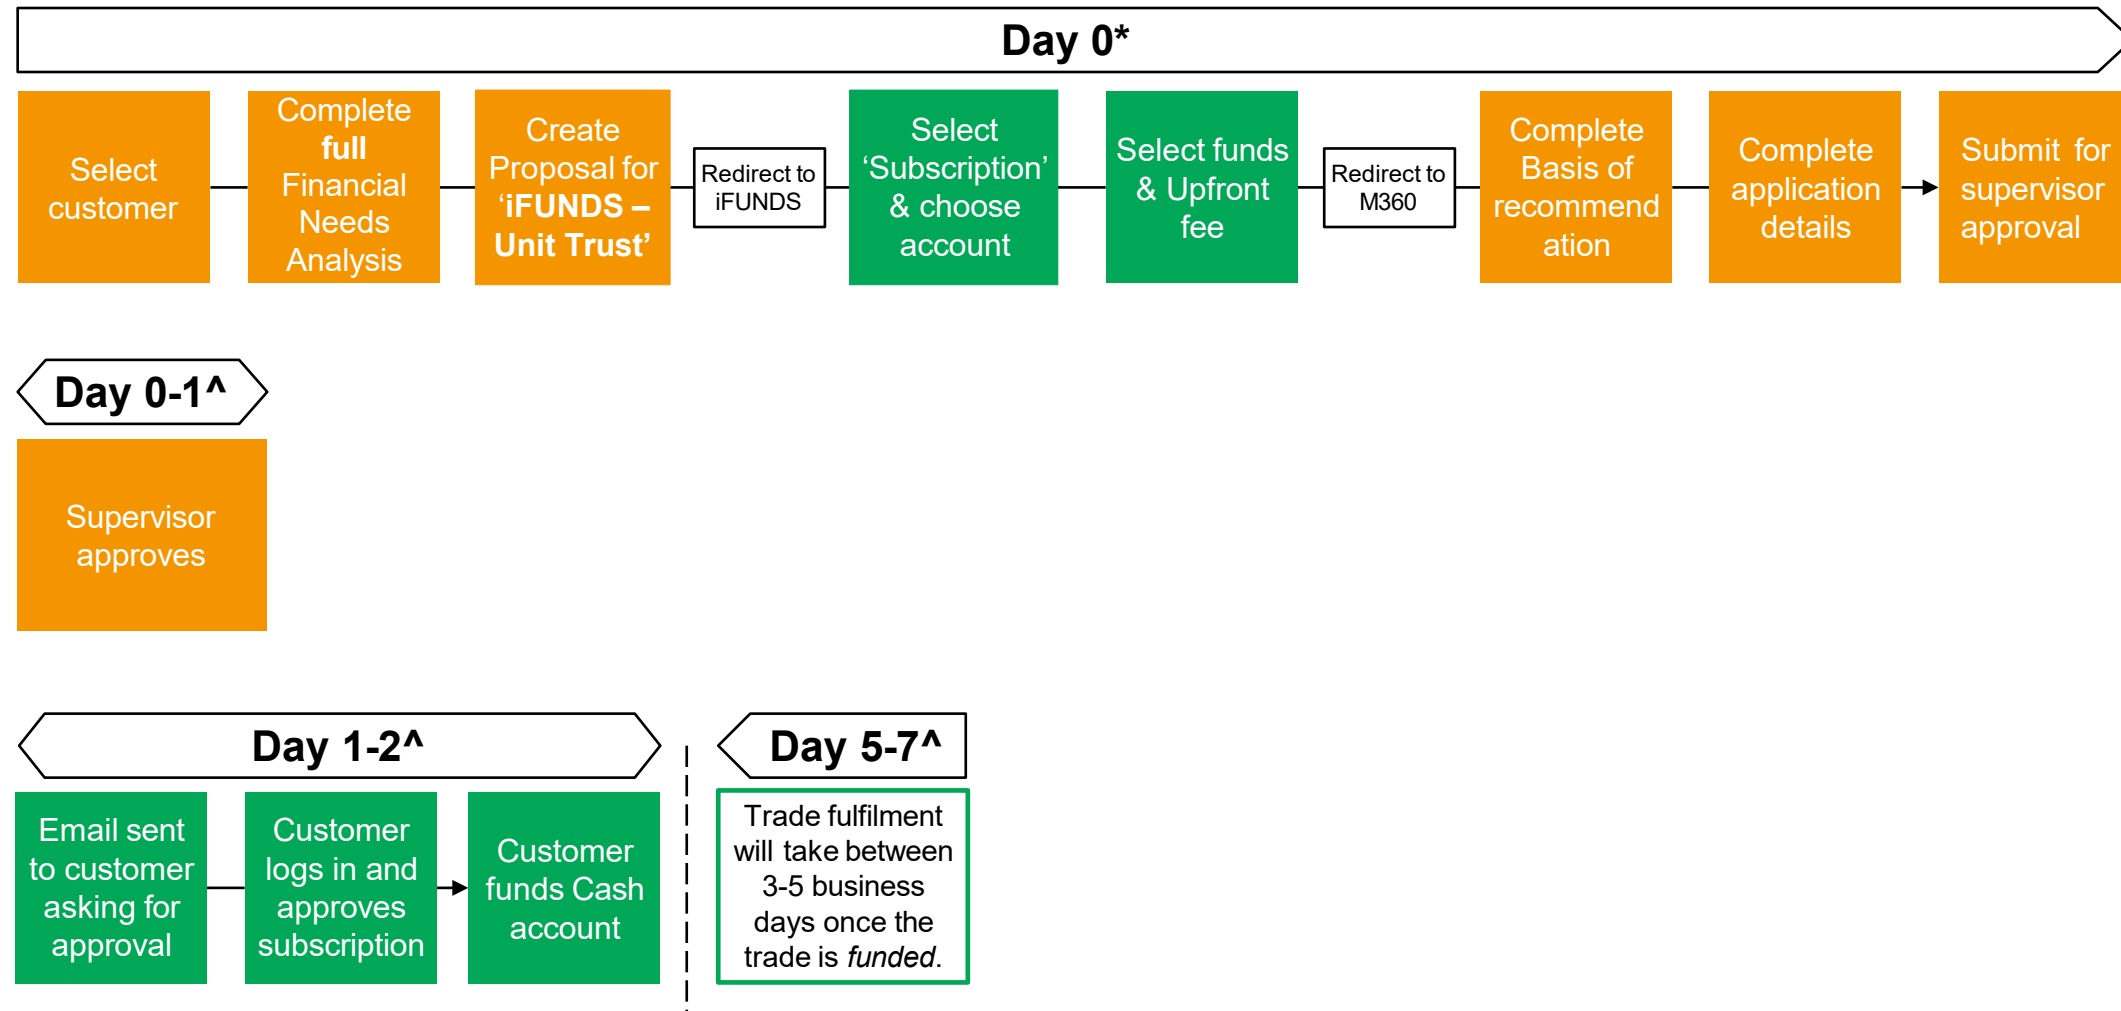 Day 0*
Select
customer
Complete
full
Financial
Needs
Analysis
Create
Proposal for
‘iFUNDS –
Unit Trust’
Redirect to
iFUNDS
Select
‘Subscription’
& choose
account
Select funds
& Upfront
fee
Redirect to
M360
Complete
Basis of
recommend
ation
Complete
application
details
Submit for
supervisor
approval
Day 0-1^
Supervisor
approves
Day 1-2^
Email sent
to customer
asking for
approval
Customer
logs in and
approves
subscription
Customer
funds Cash
account
Day 5-7^
Trade fulfilment
will take between
3-5 business
days once the
trade is funded.